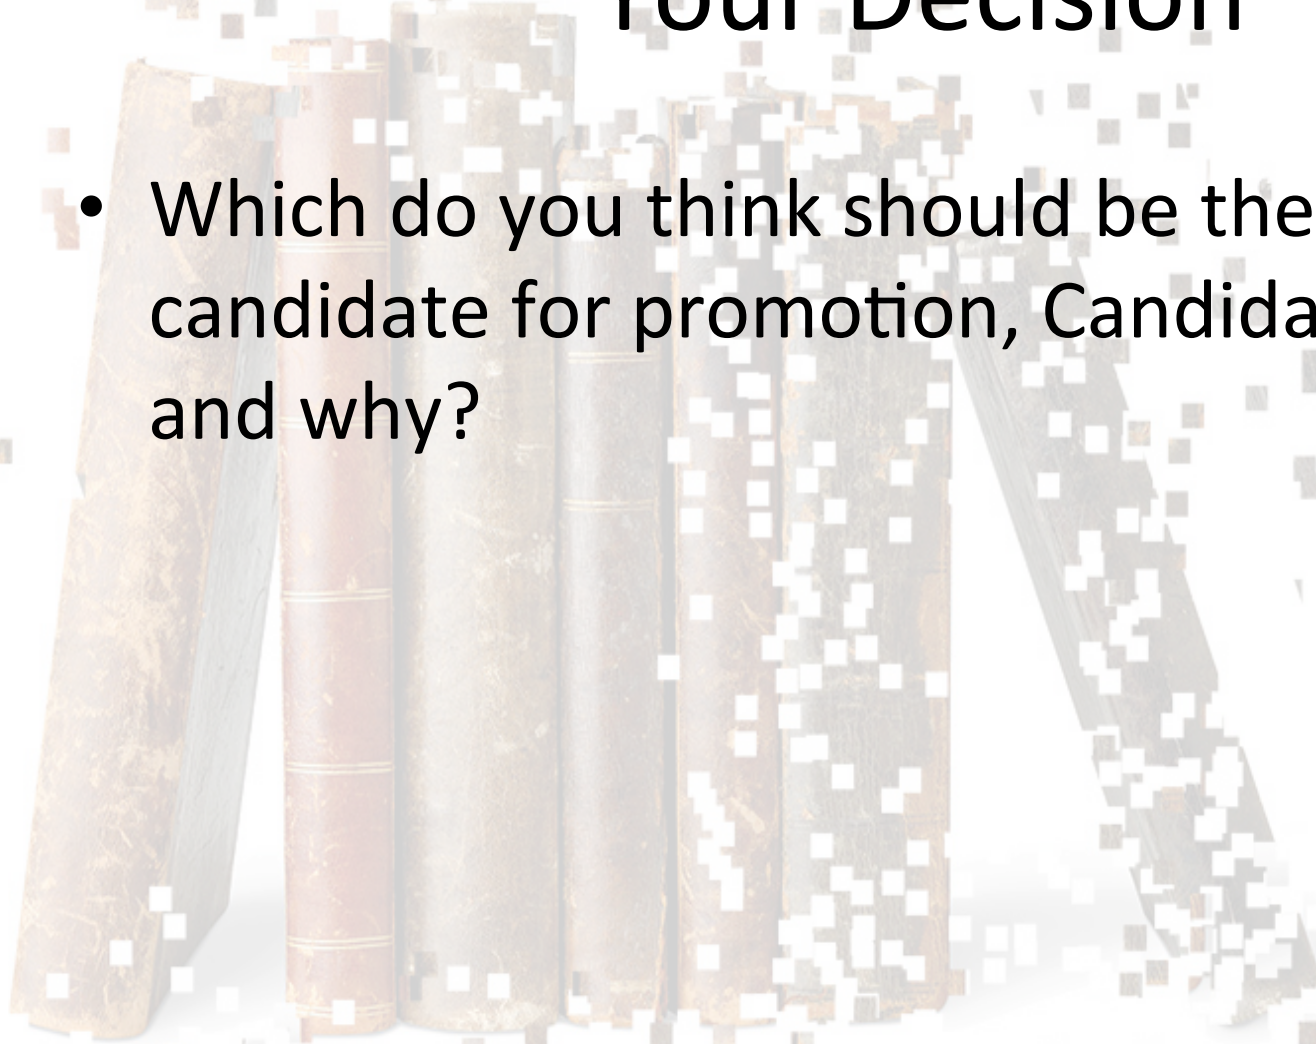 Your Decision
• Which do you think should be the
candidate for promotion, Candida
and why?